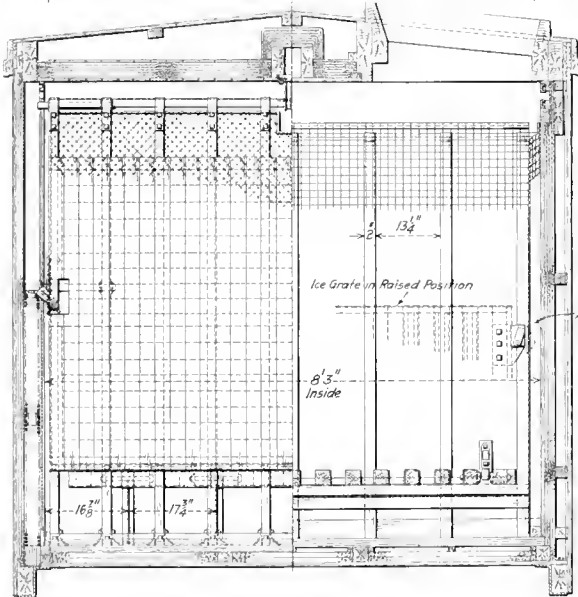 2"
13¼"
Ice Grate in Raised Position
8'3"
Inside
16⅞"
17¾"